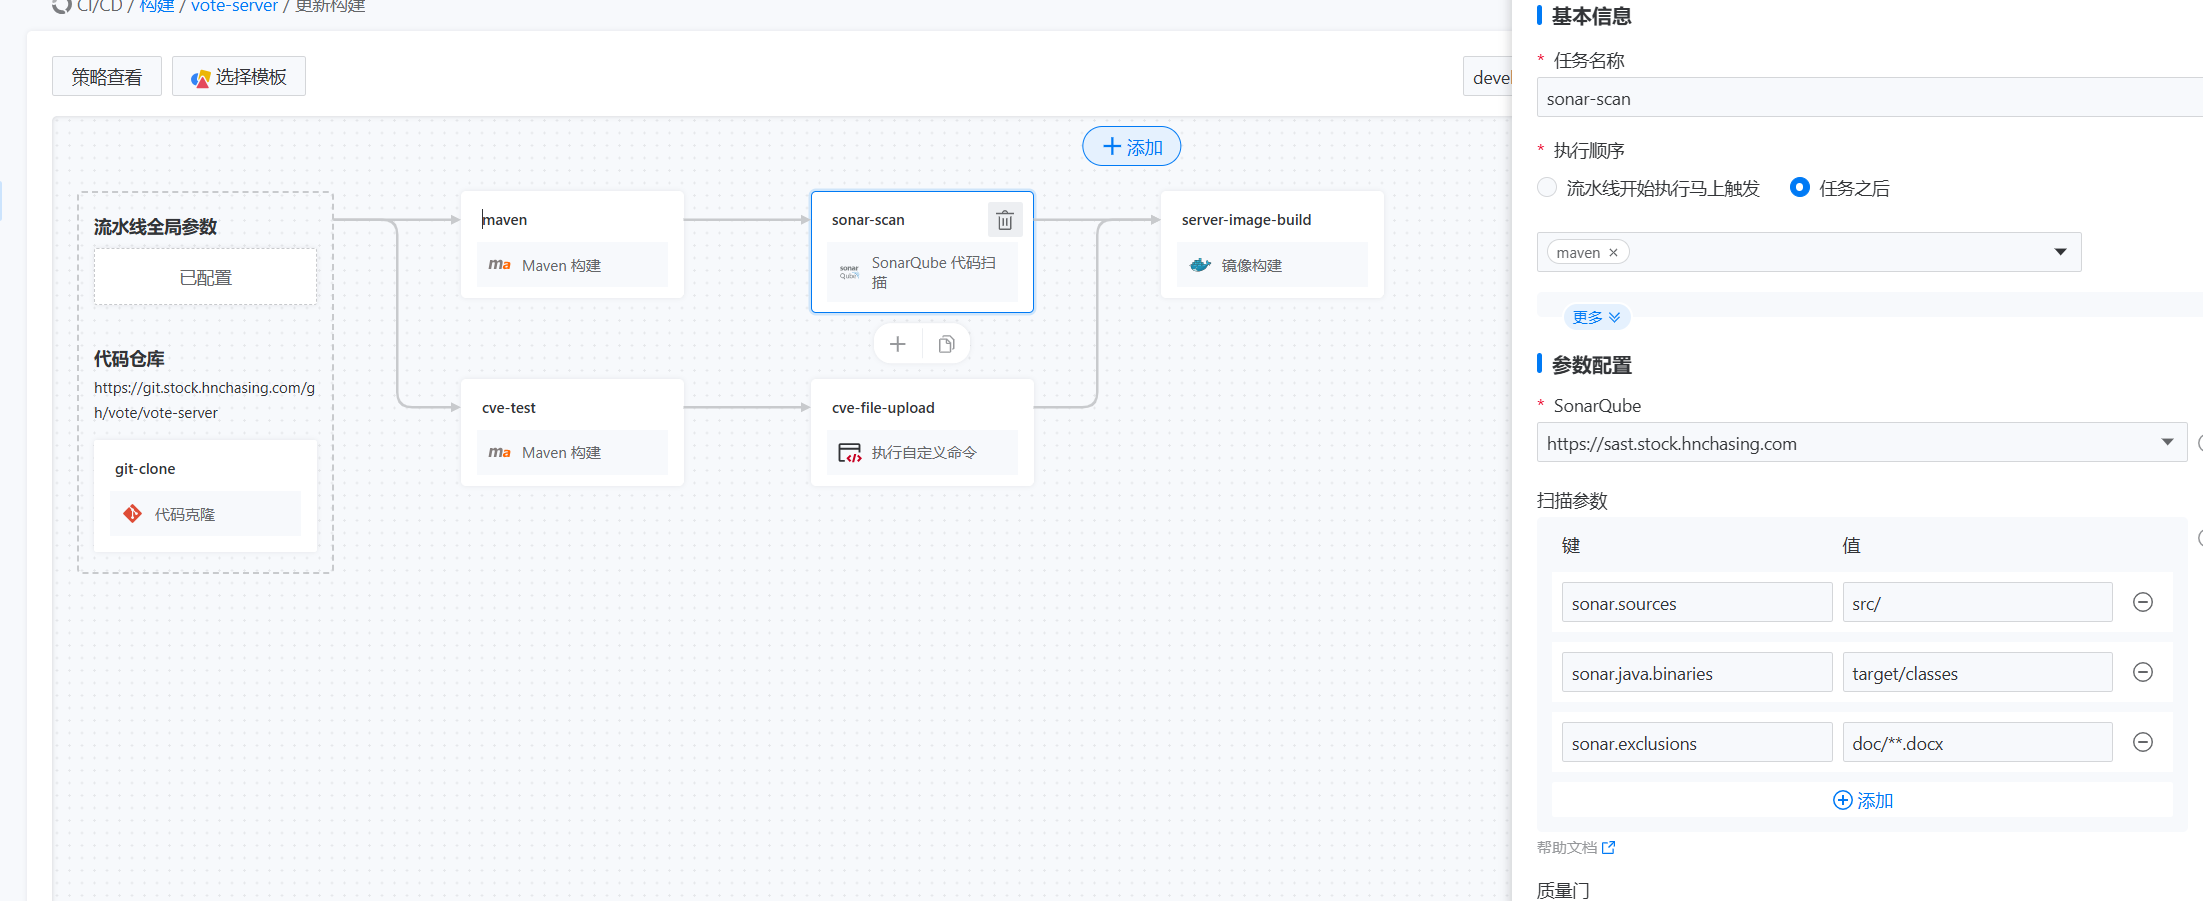 CI/CD / 构建 / vote-server / 更新构建
策略查看
选择模板
添加
流水线全局参数
已配置
代码仓库
https://git.stock.hnchasing.com/g
h/vote/vote-server
git-clone
代码克隆
maven
ma Maven 构建
sonar-scan
sonar
Qube
SonarQube 代码扫
描
server-image-build
镜像构建
cve-test
ma Maven 构建
cve-file-upload
执行自定义命令
基本信息
* 任务名称
sonar-scan
* 执行顺序
流水线开始执行马上触发
任务之后
maven ×
更多
参数配置
* SonarQube
https://sast.stock.hnchasing.com
扫描参数
键 值
sonar.sources src/
sonar.java.binaries target/classes
sonar.exclusions doc/**.docx
添加
帮助文档
质量门